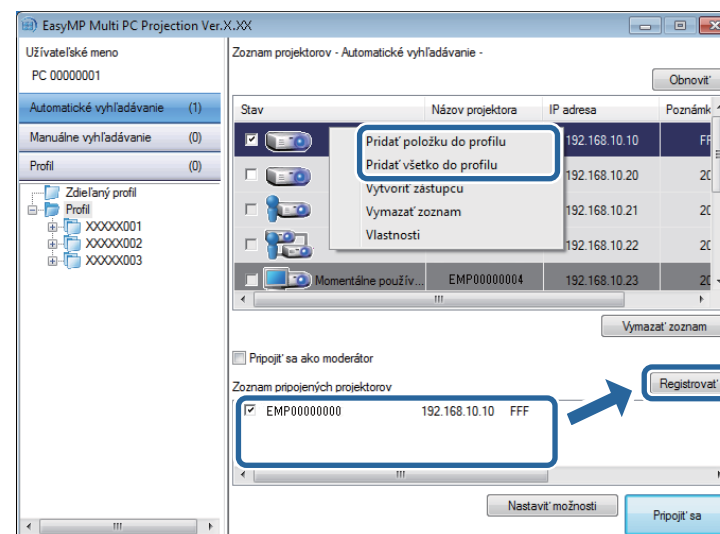 EasyMP Multi PC Projection Ver.X.XX
Užívateľské meno
PC 00000001
Automatické vyhľadávanie (1)
Manuálne vyhľadávanie (0)
Profil (0)
Zdieľaný profil
Profil
XXXXX001
XXXXX002
XXXXX003
Zoznam projektorov - Automatické vyhľadávanie -
Obnoviť
Stav Názov projektora IP adresa Poznámk
192.168.10.10 FF
192.168.10.20 20
192.168.10.21 20
192.168.10.22 20
Momentálne použív... EMP00000004 192.168.10.23 20
Pridať položku do profilu
Pridať všetko do profilu
Vytvoriť zástupcu
Vymazať zoznam
Vlastnosti
Vymazať zoznam
Pripojiť sa ako moderátor
Zoznam pripojených projektorov
Registrovať
EMP00000000 192.168.10.10 FFF
Nastaviť možnosti
Pripojiť sa